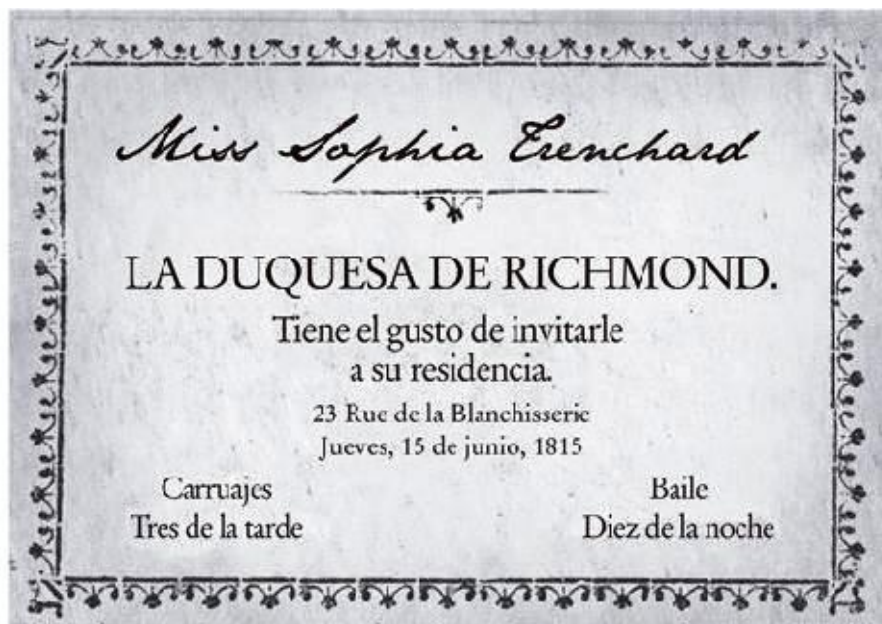 Miss Sophia Trenchard
LA DUQUESA DE RICHMOND.
Tiene el gusto de invitarle
a su residencia.
23 Rue de la Blanchisserie
Jueves, 15 de junio, 1815
Carruajes
Tres de la tarde
Baile
Diez de la noche